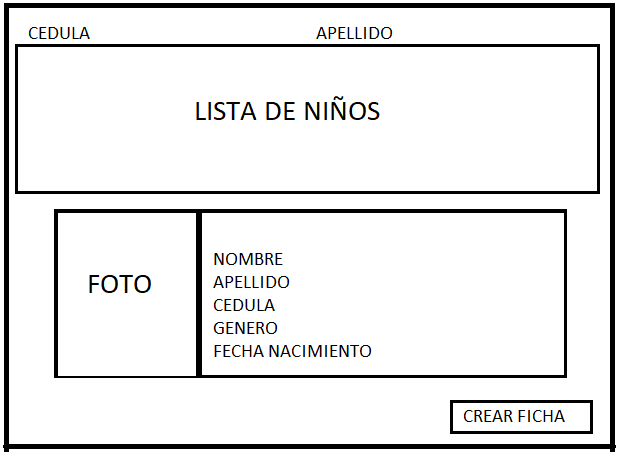 CEDULA APELLIDO
LISTA DE NIÑOS
FOTO
NOMBRE
APELLIDO
CEDULA
GENERO
FECHA NACIMIENTO
CREAR FICHA